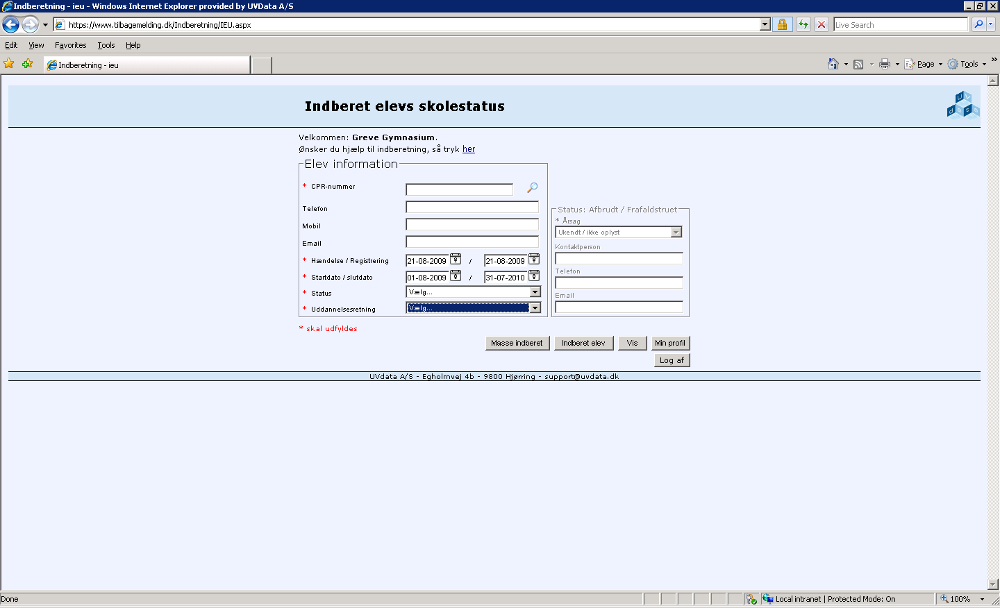 Indberetning - ieu - Windows Internet Explorer provided by UVData A/S
https://www.tilbagemelding.dk/Indberetning/IEU.aspx
Live Search
Edit View Favorites Tools Help
Indberetning - ieu
Page Tools
Indberet elevs skolestatus
UV data
Velkommen: Greve Gymnasium.
Ønsker du hjælp til indberetning, så tryk her
Elev information
* CPR-nummer
Telefon
Mobil
Email
* Hændelse / Registrering 21-08-2009 / 21-08-2009
* Startdato / slutdato 01-08-2009 / 31-07-2010
* Status Vælg...
* Uddannelsesretning Vælg...
Status: Afbrudt / Frafaldstruet
* Årsag
Ukendt / ikke oplyst
Kontaktperson
Telefon
Email
* skal udfyldes
Masse indberet Indberet elev Vis Min profil
Log af
UVdata A/S - Egholmvej 4b - 9800 Hjørring - support@uvdata.dk
Done
Local intranet | Protected Mode: On
100%